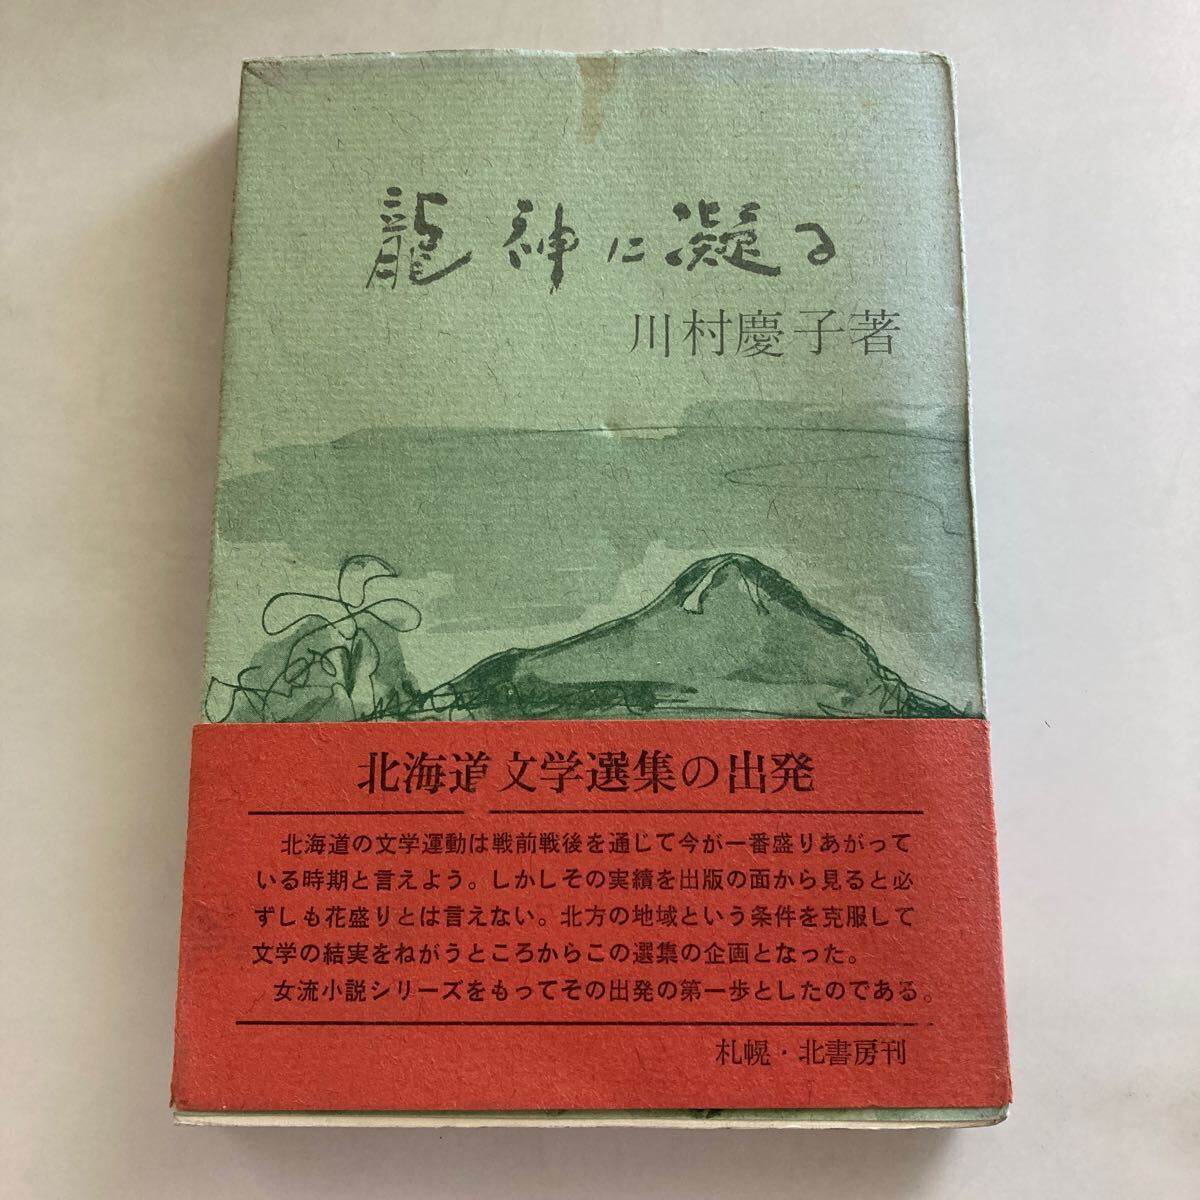 龍神に凝る
川村慶子著
北海道文学選集の出発
北海道の文学運動は戦前戦後を通じて今が一番盛りあがって
いる時期と言えよう。しかしその実績を出版の面から見ると必
ずしも花盛りとは言えない。北方の地域という条件を克服して
文学の結実をねがうところからこの選集の企画となった。
女流小説シリーズをもってその出発の第一歩としたのである。
札幌・北書房刊